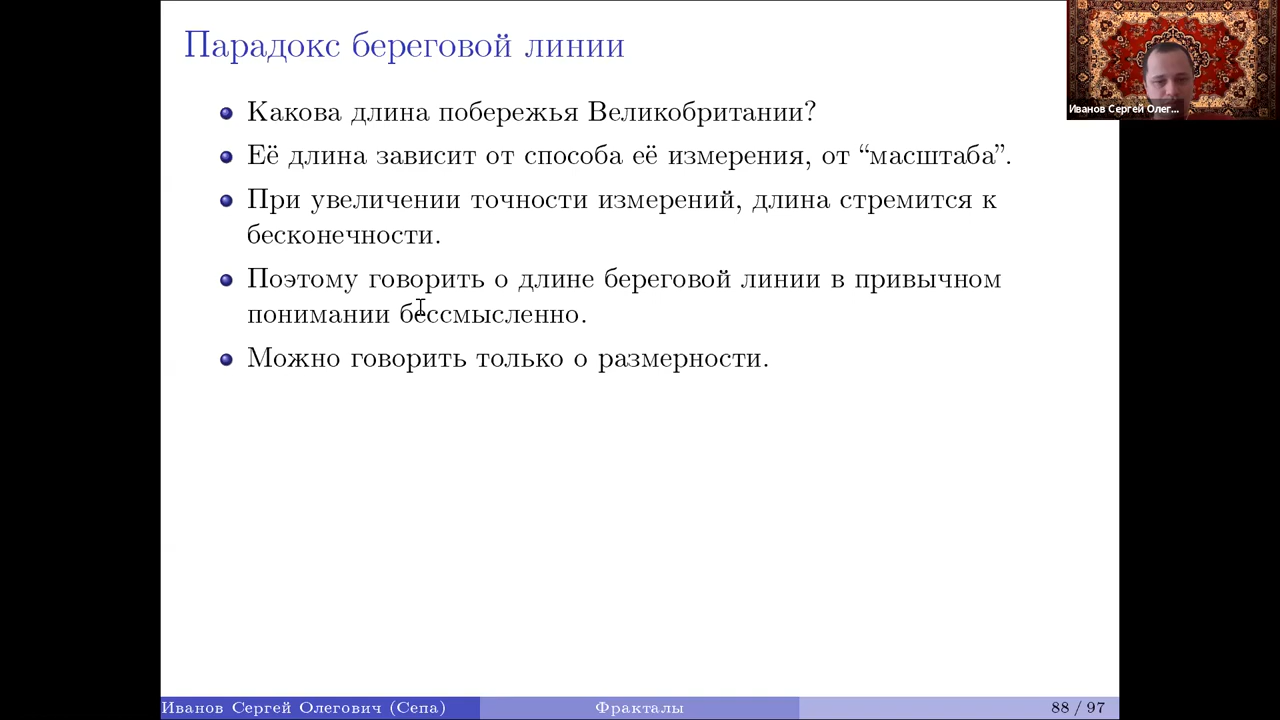 Парадокс береговой линии
Иванов Сергей Олег...
Какова длина побережья Великобритании?
Её длина зависит от способа её измерения, от “масштаба”.
При увеличении точности измерений, длина стремится к
бесконечности.
Поэтому говорить о длине береговой линии в привычном
понимании бессмысленно.
Можно говорить только о размерности.
Иванов Сергей Олегович (Сепа)
Фракталы
88 / 97